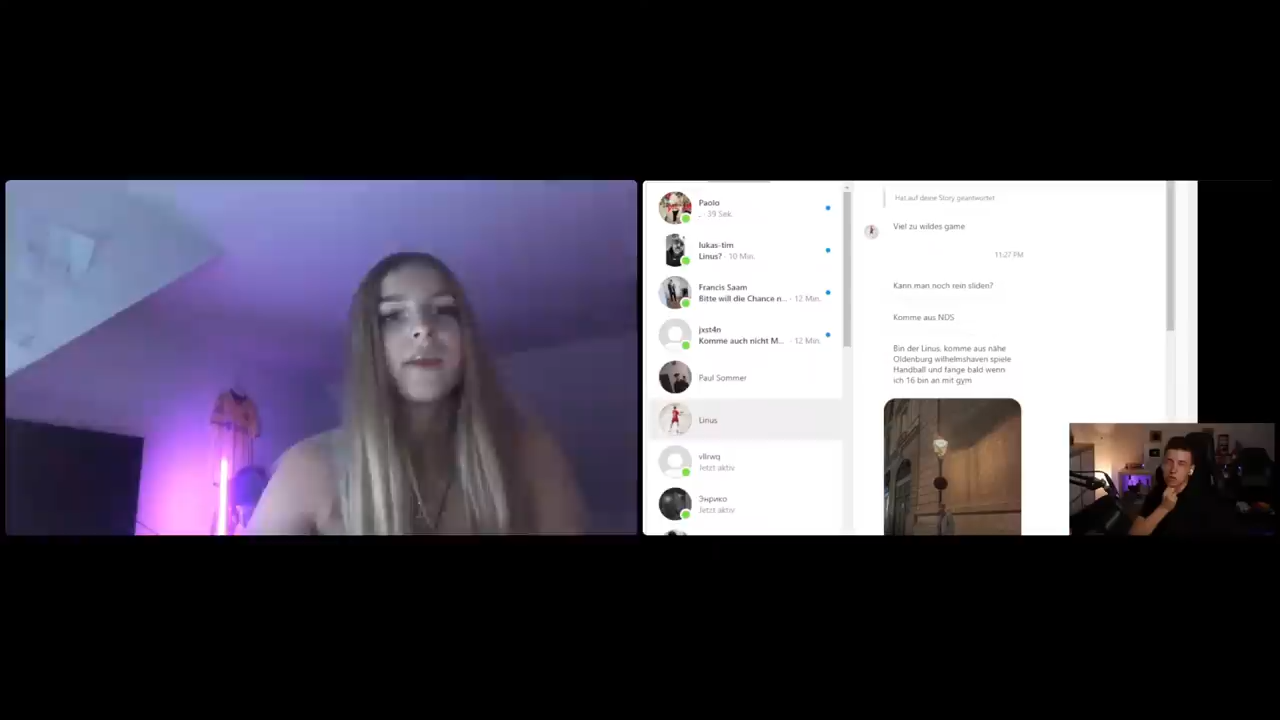 Paolo
. · 39 Sek.
lukas-tim
Linus? · 10 Min.
Francis Saam
Bitte will die Chance n... · 12 Min.
jxst4n
Komme auch nicht M... · 12 Min.
Paul Sommer
Linus
vllrwq
Jetzt aktiv
Энрико
Jetzt aktiv
Hat auf deine Story geantwortet
Viel zu wildes game
11:27 PM
Kann man noch rein sliden?
Komme aus NDS
Bin der Linus, komme aus nähe
Oldenburg wilhelmshaven spiele
Handball und fange bald wenn
ich 16 bin an mit gym